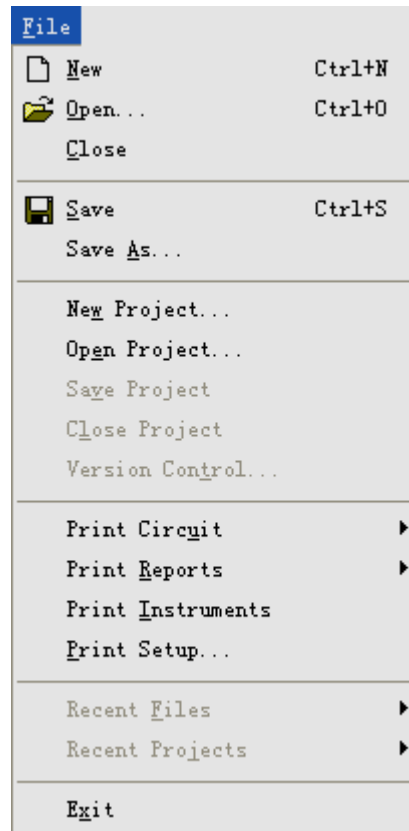 File
New Ctrl+N
Open... Ctrl+O
Close
Save Ctrl+S
Save As...
New Project...
Open Project...
Save Project
Close Project
Version Control...
Print Circuit
Print Reports
Print Instruments
Print Setup...
Recent Files
Recent Projects
Exit